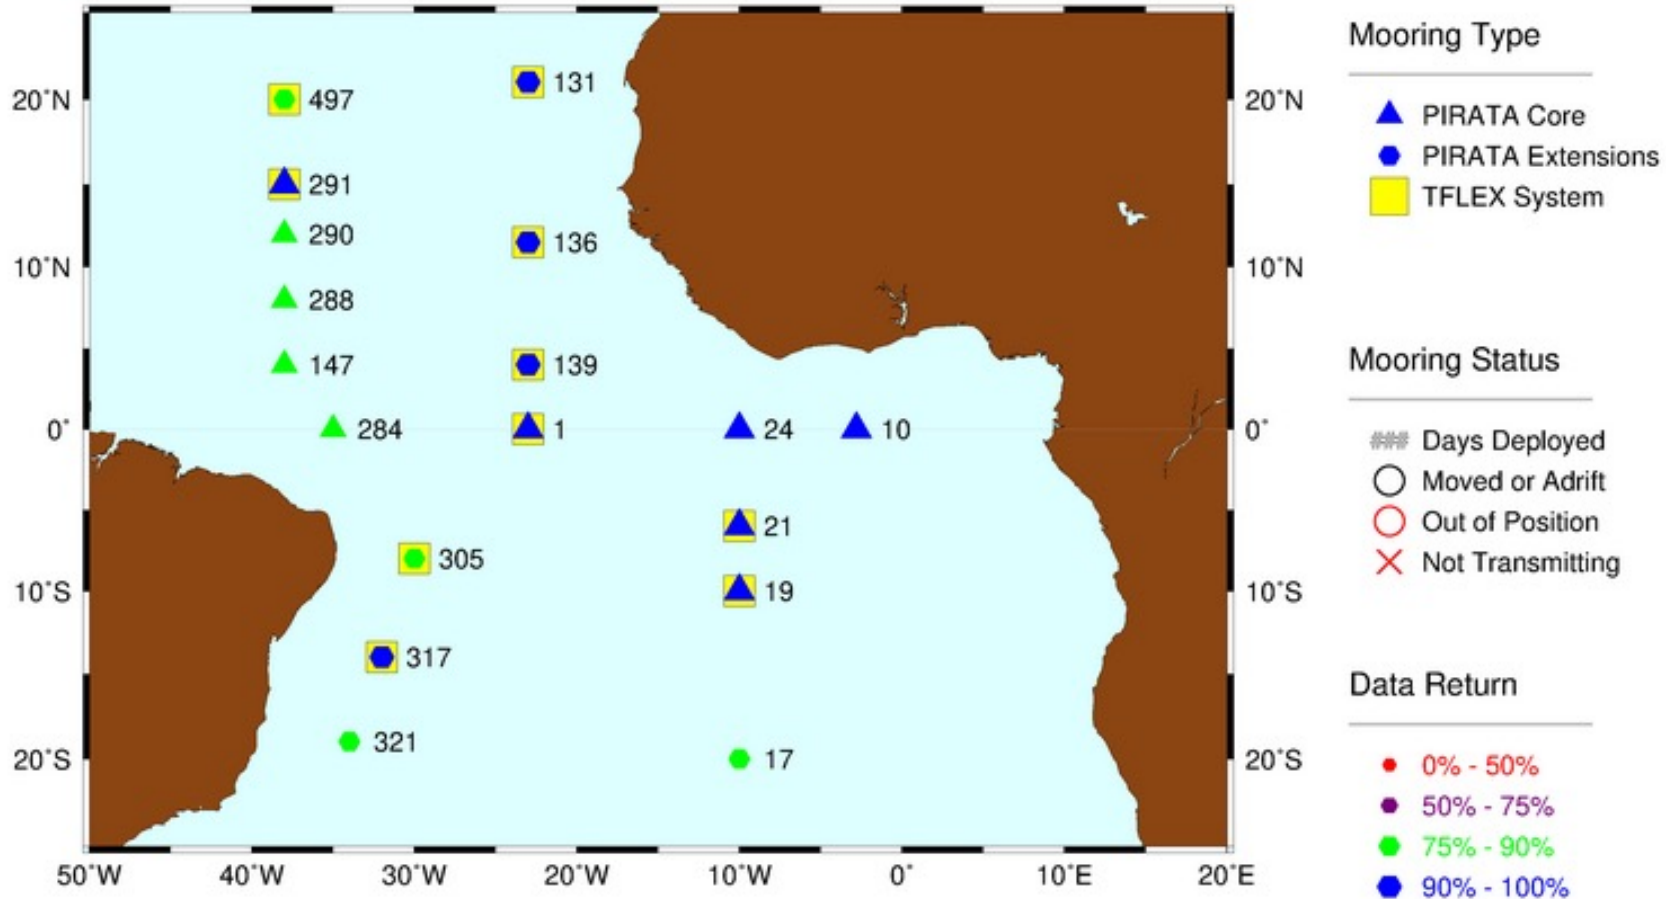 Mooring Type
131
20°N
497
20°N
PIRATA Core
PIRATA Extensions
291
TFLEX System
290
136
10°N
10°N
288
Mooring Status
147
139
0°
284
1
24
10
0°
### Days Deployed
Moved or Adrift
21
Out of Position
305
Not Transmitting
10°S
19
10°S
317
Data Return
321
17
20°S
20°S
0% - 50%
50% - 75%
75% - 90%
90% - 100%
50°W 40°W 30°W 20°W 10°W 0° 10°E 20°E